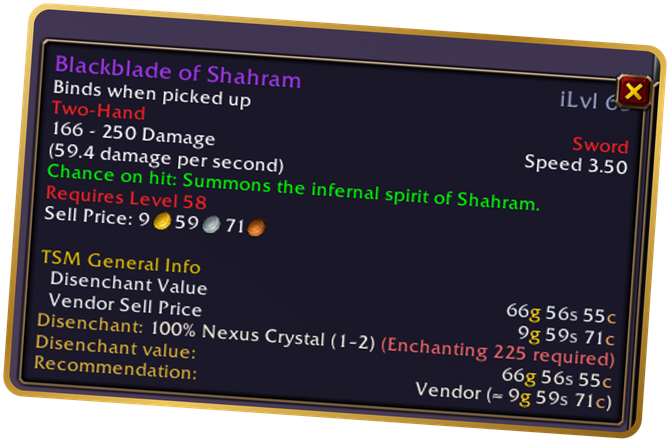 Blackblade of Shahram
iLvl 63
Binds when picked up
Two-Hand Sword
166 - 250 Damage Speed 3.50
(59.4 damage per second)
Chance on hit: Summons the infernal spirit of Shahram.
Requires Level 58
Sell Price: 9 59 71
TSM General Info
Disenchant Value 66g 56s 55c
Vendor Sell Price 9g 59s 71c
Disenchant: 100% Nexus Crystal (1-2) (Enchanting 225 required)
Disenchant value: 66g 56s 55c
Recommendation: Vendor (≈ 9g 59s 71c)